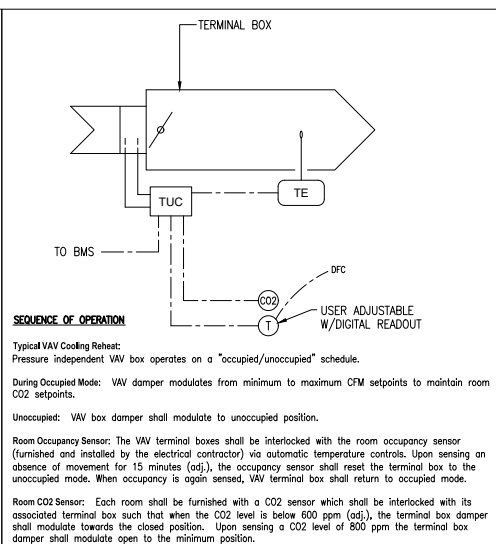 TERMINAL BOX
TUC
TE
TO BMS
DFC
CO2
T
USER ADJUSTABLE
W/DIGITAL READOUT
SEQUENCE OF OPERATION
Typical VAV Cooling Reheat:
Pressure independent VAV box operates on a "occupied/unoccupied" schedule.
During Occupied Mode: VAV damper modulates from minimum to maximum CFM setpoints to maintain room
CO2 setpoints.
Unoccupied: VAV box damper shall modulate to unoccupied position.
Room Occupancy Sensor: The VAV terminal boxes shall be interlocked with the room occupancy sensor
(furnished and installed by the electrical contractor) via automatic temperature controls. Upon sensing an
absence of movement for 15 minutes (adj.), the occupancy sensor shall reset the terminal box to the
unoccupied mode. When occupancy is again sensed, VAV terminal box shall return to occupied mode.
Room CO2 Sensor: Each room shall be furnished with a CO2 sensor which shall be interlocked with its
associated terminal box such that when the CO2 level is below 600 ppm (adj.), the terminal box damper
shall modulate towards the closed position. Upon sensing a CO2 level of 800 ppm the terminal box
damper shall modulate open to the minimum position.